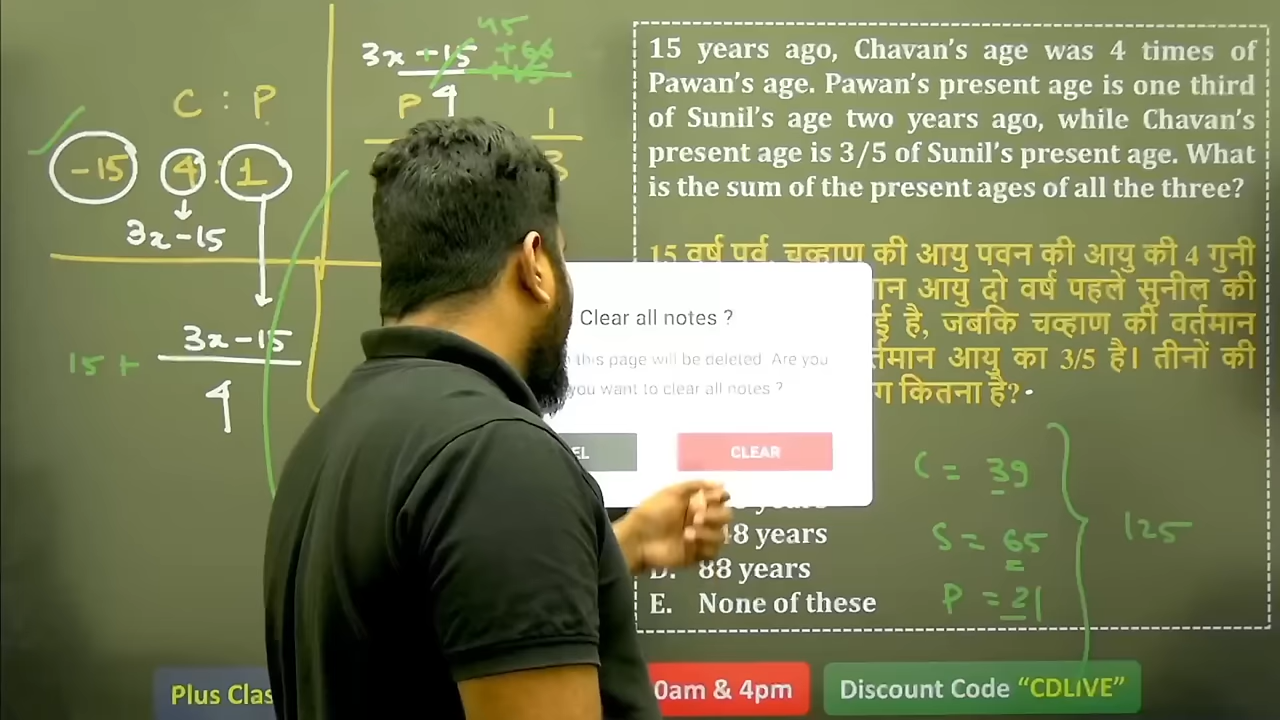 C : P
-15 4 : 1
3x-15
3x-15
15 +
4
3x + 15
45
4
P
1
3
15 years ago, Chavan's age was 4 times of
Pawan's age. Pawan's present age is one third
of Sunil's age two years ago, while Chavan's
present age is 3/5 of Sunil's present age. What
is the sum of the present ages of all the three?
15 वर्ष पूर्व, चव्हाण की आयु पवन की आयु की 4 गुनी
आयु दो वर्ष पहले सुनील की
है, जबकि चव्हाण की वर्तमान
आयु का 3/5 है। तीनों की
कितना है?
Clear all notes ?
this page will be deleted. Are you
you want to clear all notes ?
CLEAR
years
8 years
D. 88 years
E. None of these
C = 39
S = 65
P = 21
125
Plus
0am & 4pm
Discount Code "CDLIVE"